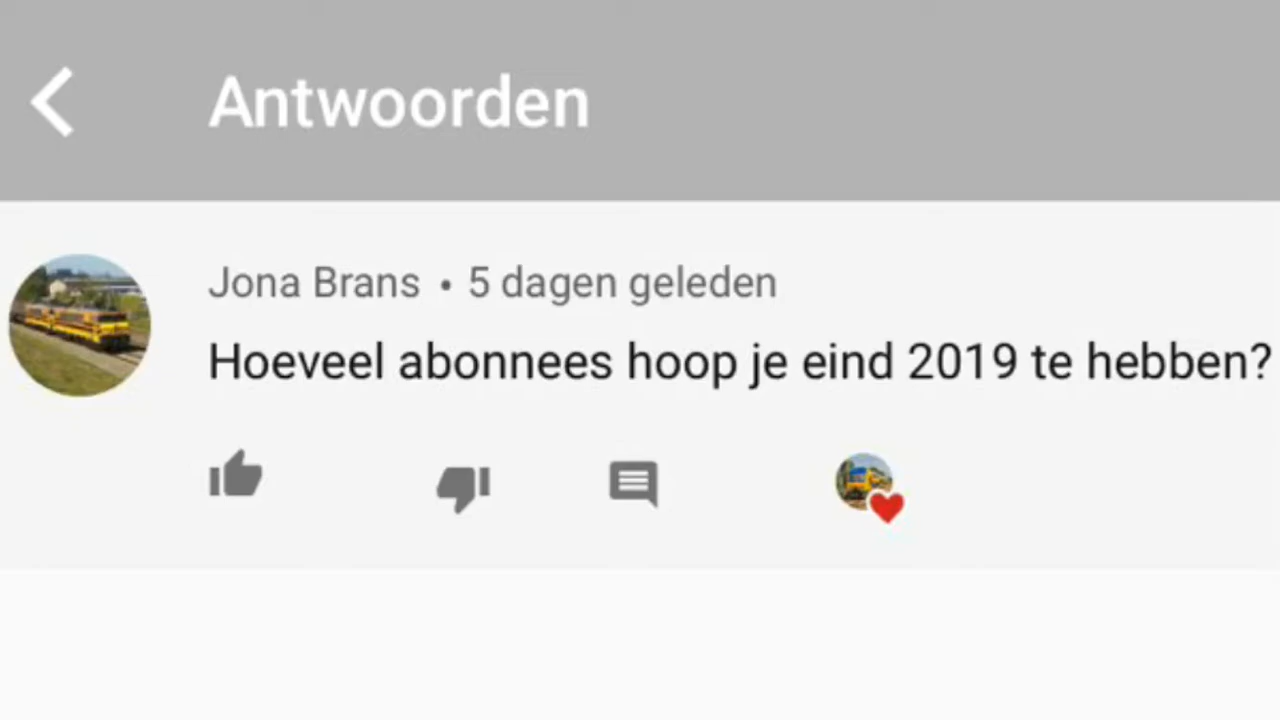 Antwoorden
Jona Brans • 5 dagen geleden
Hoeveel abonnees hoop je eind 2019 te hebben?